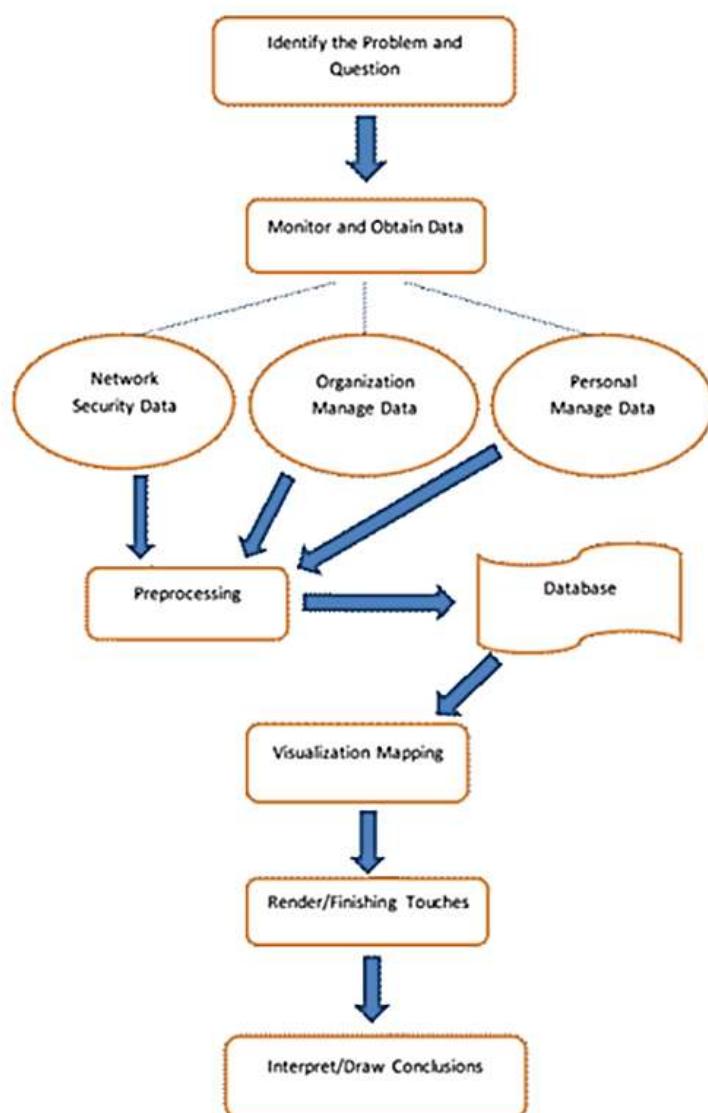 Identify the Problem and
Question
Monitor and Obtain Data
Network
Security Data
Organization
Manage Data
Personal
Manage Data
Preprocessing
Database
Visualization Mapping
Render/Finishing Touches
Interpret/Draw Conclusions